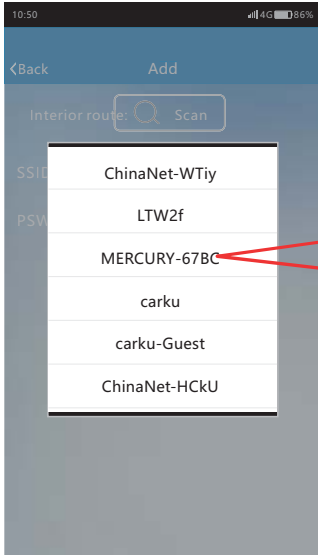 10:50 4G 86%
Back Add
Interior route: Scan
SSID
PSW
ChinaNet-WTiy
LTW2f
MERCURY-67BC
carku
carku-Guest
ChinaNet-HCkU